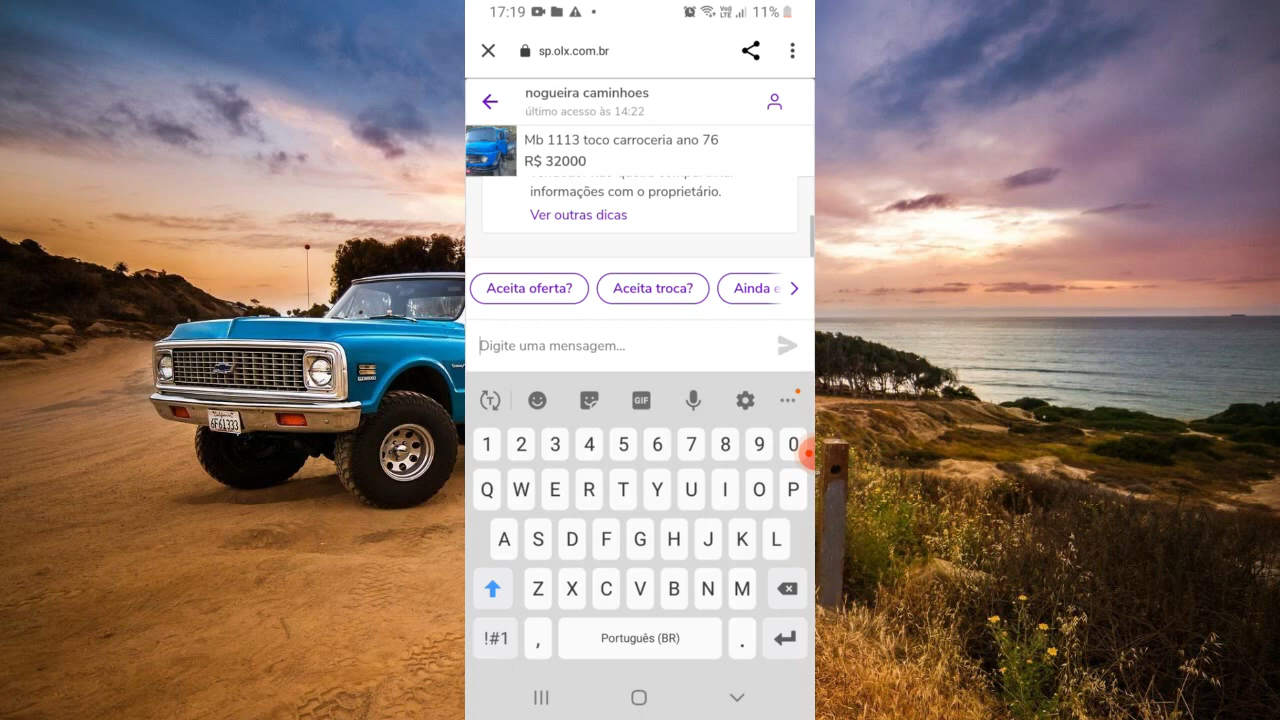 17:19
11%
sp.olx.com.br
nogueira caminhoes
último acesso às 14:22
Mb 1113 toco carroceria ano 76
R$ 32000
informações com o proprietário.
Ver outras dicas
Aceita oferta?
Aceita troca?
Ainda e
Digite uma mensagem...
GIF
1 2 3 4 5 6 7 8 9 0
Q W E R T Y U I O P
A S D F G H J K L
Z X C V B N M
!#1 , Português (BR) .
California
6F61333